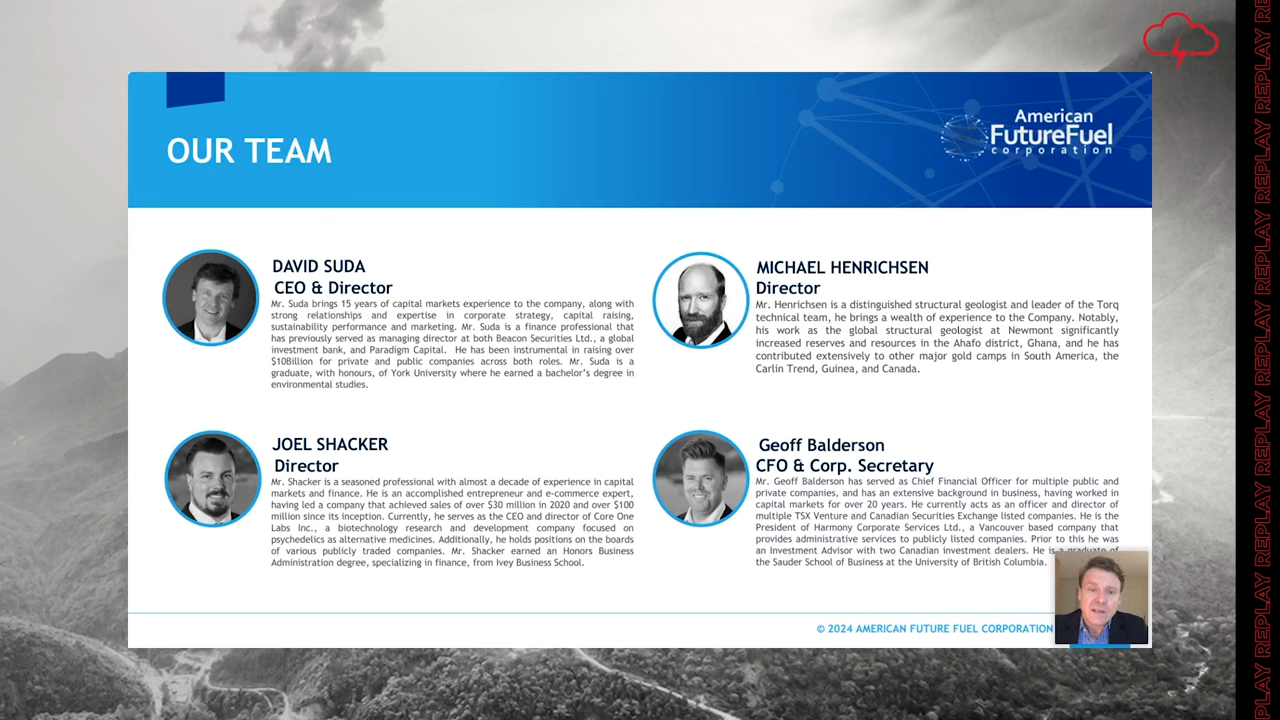 OUR TEAM
American
FutureFuel
corporation
DAVID SUDA
CEO & Director
Mr. Suda brings 15 years of capital markets experience to the company, along with
strong relationships and expertise in corporate strategy, capital raising,
sustainability performance and marketing. Mr. Suda is a finance professional that
has previously served as managing director at both Beacon Securities Ltd., a global
investment bank, and Paradigm Capital. He has been instrumental in raising over
$10Billion for private and public companies across both roles. Mr. Suda is a
graduate, with honours, of York University where he earned a bachelor's degree in
environmental studies.
MICHAEL HENRICHSEN
Director
Mr. Henrichsen is a distinguished structural geologist and leader of the Torq
technical team, he brings a wealth of experience to the Company. Notably,
his work as the global structural geologist at Newmont significantly
increased reserves and resources in the Ahafo district, Ghana, and he has
contributed extensively to other major gold camps in South America, the
Carlin Trend, Guinea, and Canada.
JOEL SHACKER
Director
Mr. Shacker is a seasoned professional with almost a decade of experience in capital
markets and finance. He is an accomplished entrepreneur and e-commerce expert,
having led a company that achieved sales of over $30 million in 2020 and over $100
million since its inception. Currently, he serves as the CEO and director of Core One
Labs Inc., a biotechnology research and development company focused on
psychedelics as alternative medicines. Additionally, he holds positions on the boards
of various publicly traded companies. Mr. Shacker earned an Honors Business
Administration degree, specializing in finance, from Ivey Business School.
Geoff Balderson
CFO & Corp. Secretary
Mr. Geoff Balderson has served as Chief Financial Officer for multiple public and
private companies, and has an extensive background in business, having worked in
capital markets for over 20 years. He currently acts as an officer and director of
multiple TSX Venture and Canadian Securities Exchange listed companies. He is the
President of Harmony Corporate Services Ltd., a Vancouver based company that
provides administrative services to publicly listed companies. Prior to this he was
an Investment Advisor with two Canadian investment dealers. He is a graduate of
the Sauder School of Business at the University of British Columbia.
© 2024 AMERICAN FUTURE FUEL CORPORATION
REPLAY REPLAY REPLAY REPLAY REPLAY REPLAY REPLAY REPLAY